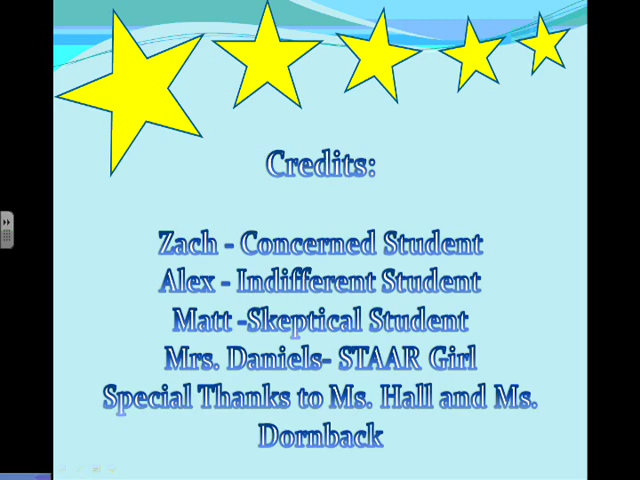 Credits:
Zach - Concerned Student
Alex - Indifferent Student
Matt -Skeptical Student
Mrs. Daniels- STAAR Girl
Special Thanks to Ms. Hall and Ms.
Dornback